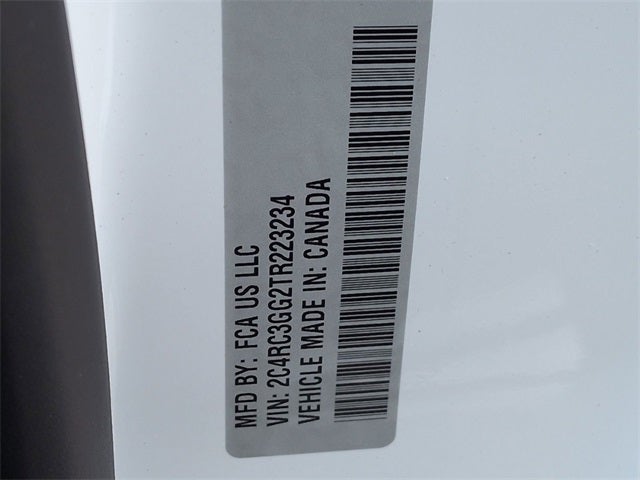 MFD BY: FCA US LLC
VIN: 2C4RC3GG2TR223234
VEHICLE MADE IN: CANADA